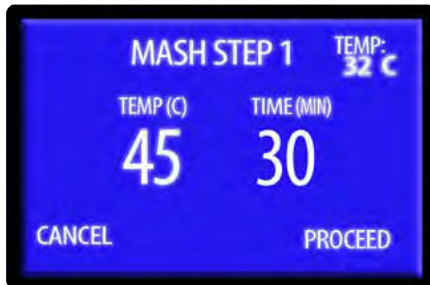 MASH STEP 1
TEMP:
32 C
TEMP (C)
TIME (MIN)
45
30
CANCEL
PROCEED